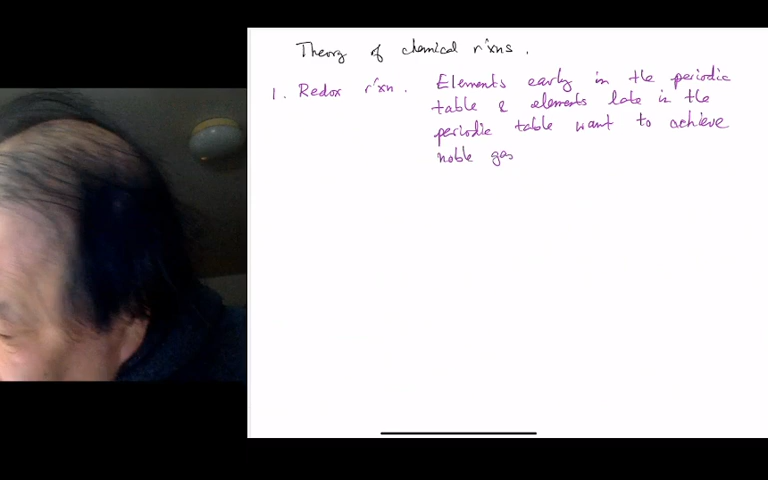 Theory of chemical r'xns.
1. Redox r'xn. Elements early in the periodic
table & elements late in the
periodic table want to achieve
noble gas